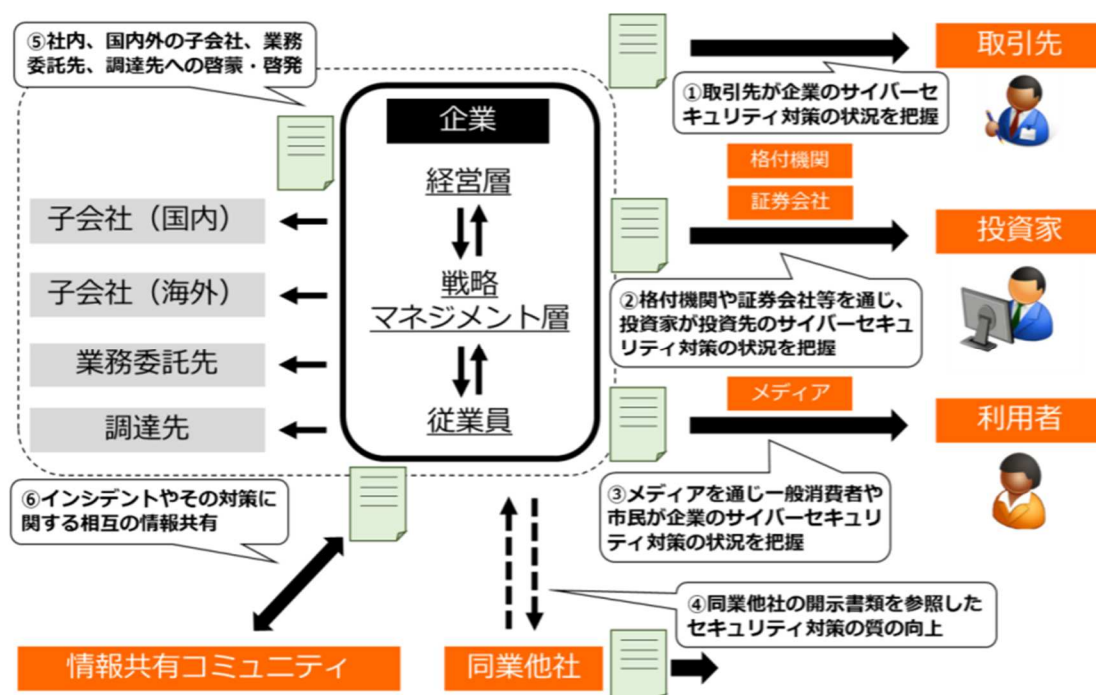 ⑤社内、国内外の子会社、業務
委託先、調達先への啓蒙・啓発
企業
経営層
戦略
マネジメント層
従業員
子会社（国内）
子会社（海外）
業務委託先
調達先
取引先
①取引先が企業のサイバーセ
キュリティ対策の状況を把握
格付機関
証券会社
投資家
②格付機関や証券会社等を通じ、
投資家が投資先のサイバーセキュ
リティ対策の状況を把握
メディア
利用者
③メディアを通じ一般消費者や
市民が企業のサイバーセキュリ
ティ対策の状況を把握
⑥インシデントやその対策に
関する相互の情報共有
④同業他社の開示書類を参照した
セキュリティ対策の質の向上
情報共有コミュニティ
同業他社